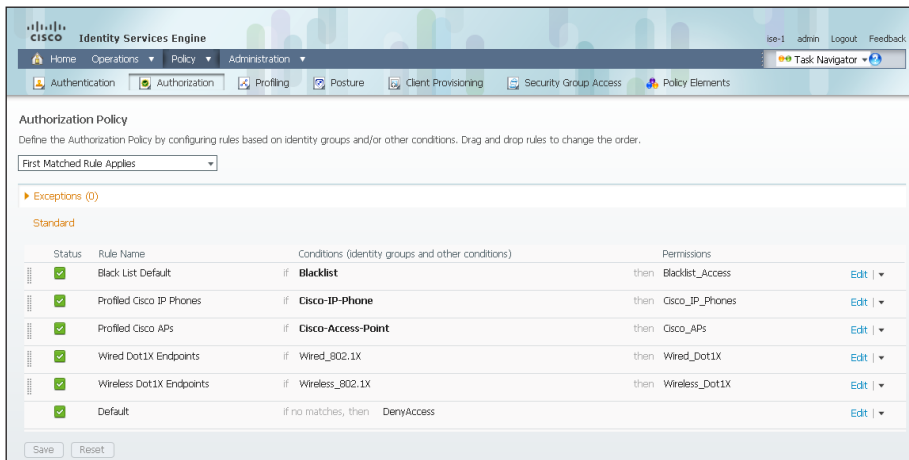 CISCO Identity Services Engine
ise-1 admin Logout Feedback
Home Operations Policy Administration
Task Navigator
Authentication Authorization Profiling Posture Client Provisioning Security Group Access Policy Elements
Authorization Policy
Define the Authorization Policy by configuring rules based on identity groups and/or other conditions. Drag and drop rules to change the order.
First Matched Rule Applies
Exceptions (0)
Standard
Status Rule Name Conditions (identity groups and other conditions) Permissions
Black List Default if Blacklist then Blacklist_Access Edit |
Profiled Cisco IP Phones if Cisco-IP-Phone then Cisco_IP_Phones Edit |
Profiled Cisco APs if Cisco-Access-Point then Cisco_APs Edit |
Wired Dot1X Endpoints if Wired_802.1X then Wired_Dot1X Edit |
Wireless Dot1X Endpoints if Wireless_802.1X then Wireless_Dot1X Edit |
Default if no matches, then DenyAccess Edit |
Save Reset